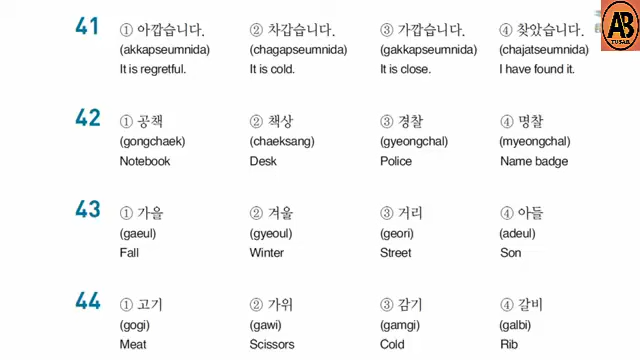 41 ① 아깝습니다. ② 차갑습니다. ③ 가깝습니다. ④ 찾았습니다.
(akkapseumnida) (chagapseumnida) (gakkapseumnida) (chajatseumnida)
It is regretful. It is cold. It is close. I have found it.
42 ① 공책 ② 책상 ③ 경찰 ④ 명찰
(gongchaek) (chaeksang) (gyeongchal) (myeongchal)
Notebook Desk Police Name badge
43 ① 가을 ② 겨울 ③ 거리 ④ 아들
(gaeul) (gyeoul) (geori) (adeul)
Fall Winter Street Son
44 ① 고기 ② 가위 ③ 감기 ④ 갈비
(gogi) (gawi) (gamgi) (galbi)
Meat Scissors Cold Rib
AB
TUSAR